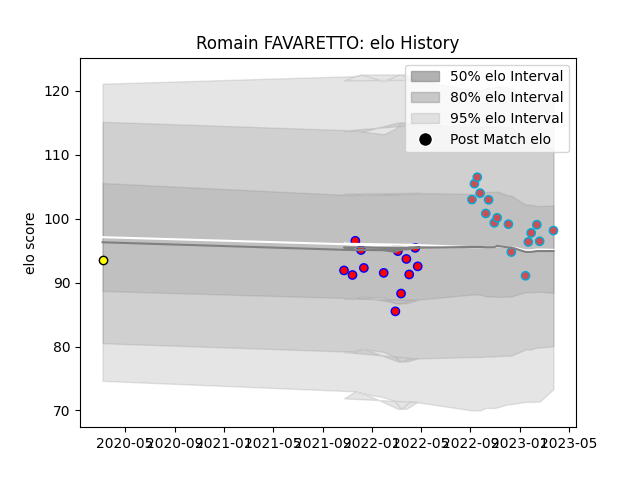 Romain FAVARETTO: elo History
50% elo Interval
80% elo Interval
95% elo Interval
Post Match elo
elo score
120
110
100
90
80
70
2020-05 2020-09 2021-01 2021-05 2021-09 2022-01 2022-05 2022-09 2023-01 2023-05